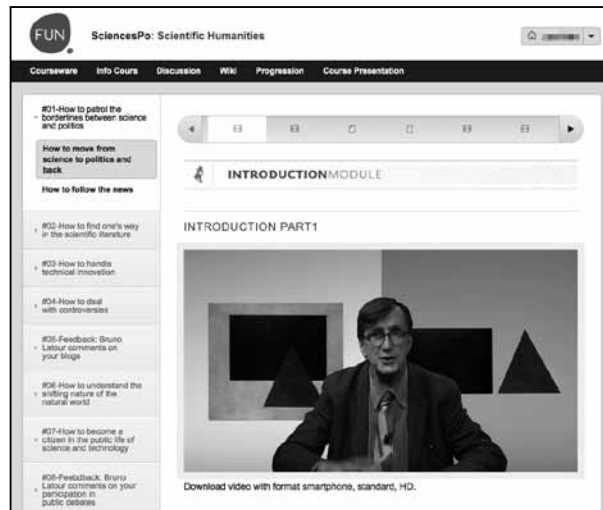 FUN
SciencesPo: Scientific Humanities
Courseware Info Cours Discussion Wiki Progression Course Presentation
#01-How to patrol the
borderlines between science
and politics
How to move from
science to politics and
back
How to follow the news
#02-How to find one's way
in the scientific literature
#03-How to handle
technical innovation
#04-How to deal
with controversies
#05-Feedback: Bruno
Latour comments on
your blogs
#06-How to understand the
shifting nature of the
natural world
#07-How to become a
citizen in the public life of
science and technology
#08-Feedback: Bruno
Latour comments on your
participation in
public debates
INTRODUCTIONMODULE
INTRODUCTION PART1
Download video with format smartphone, standard, HD.